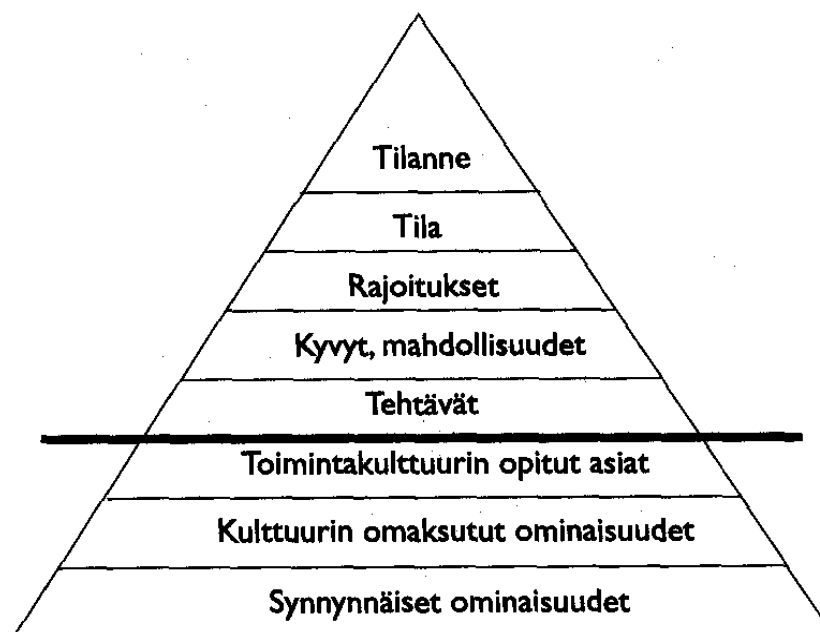 Tilanne
Tila
Rajoitukset
Kyvyt, mahdollisuudet
Tehtävät
Toimintakulttuurin opitut asiat
Kulttuurin omaksutut ominaisuudet
Synnynnäiset ominaisuudet